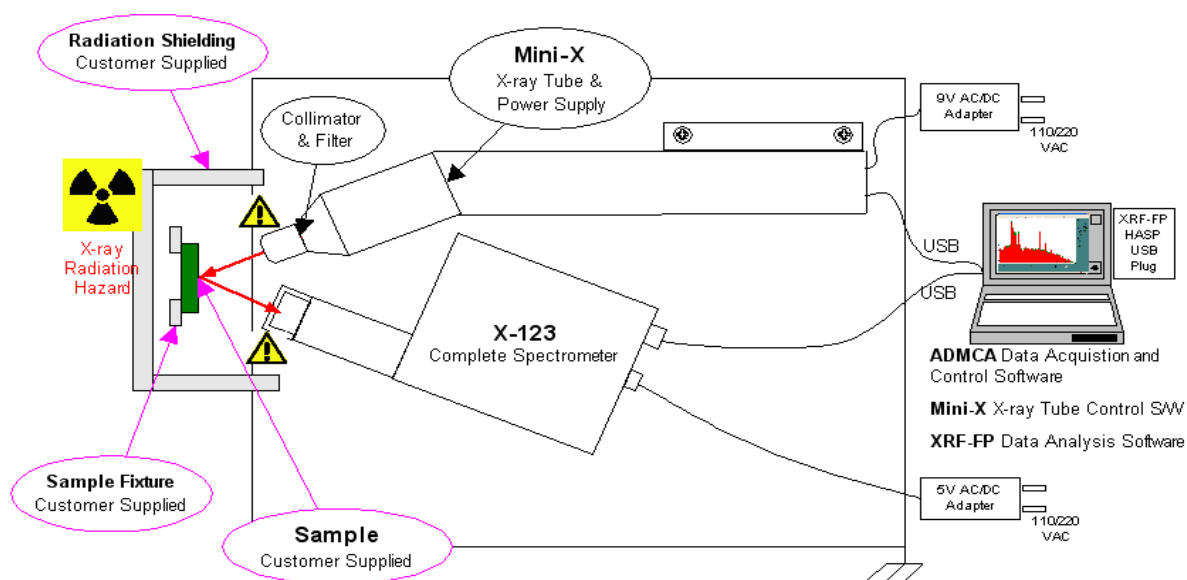 Radiation Shielding
Customer Supplied
Mini-X
X-ray Tube &
Power Supply
Collimator
& Filter
9V AC/DC
Adapter
110/220
VAC
X-ray
Radiation
Hazard
USB
USB
XRF-FP
HASP
USB
Plug
X-123
Complete Spectrometer
ADMCA Data Acquistion and
Control Software
Mini-X X-ray Tube Control S/W
XRF-FP Data Analysis Software
Sample Fixture
Customer Supplied
Sample
Customer Supplied
5V AC/DC
Adapter
110/220
VAC